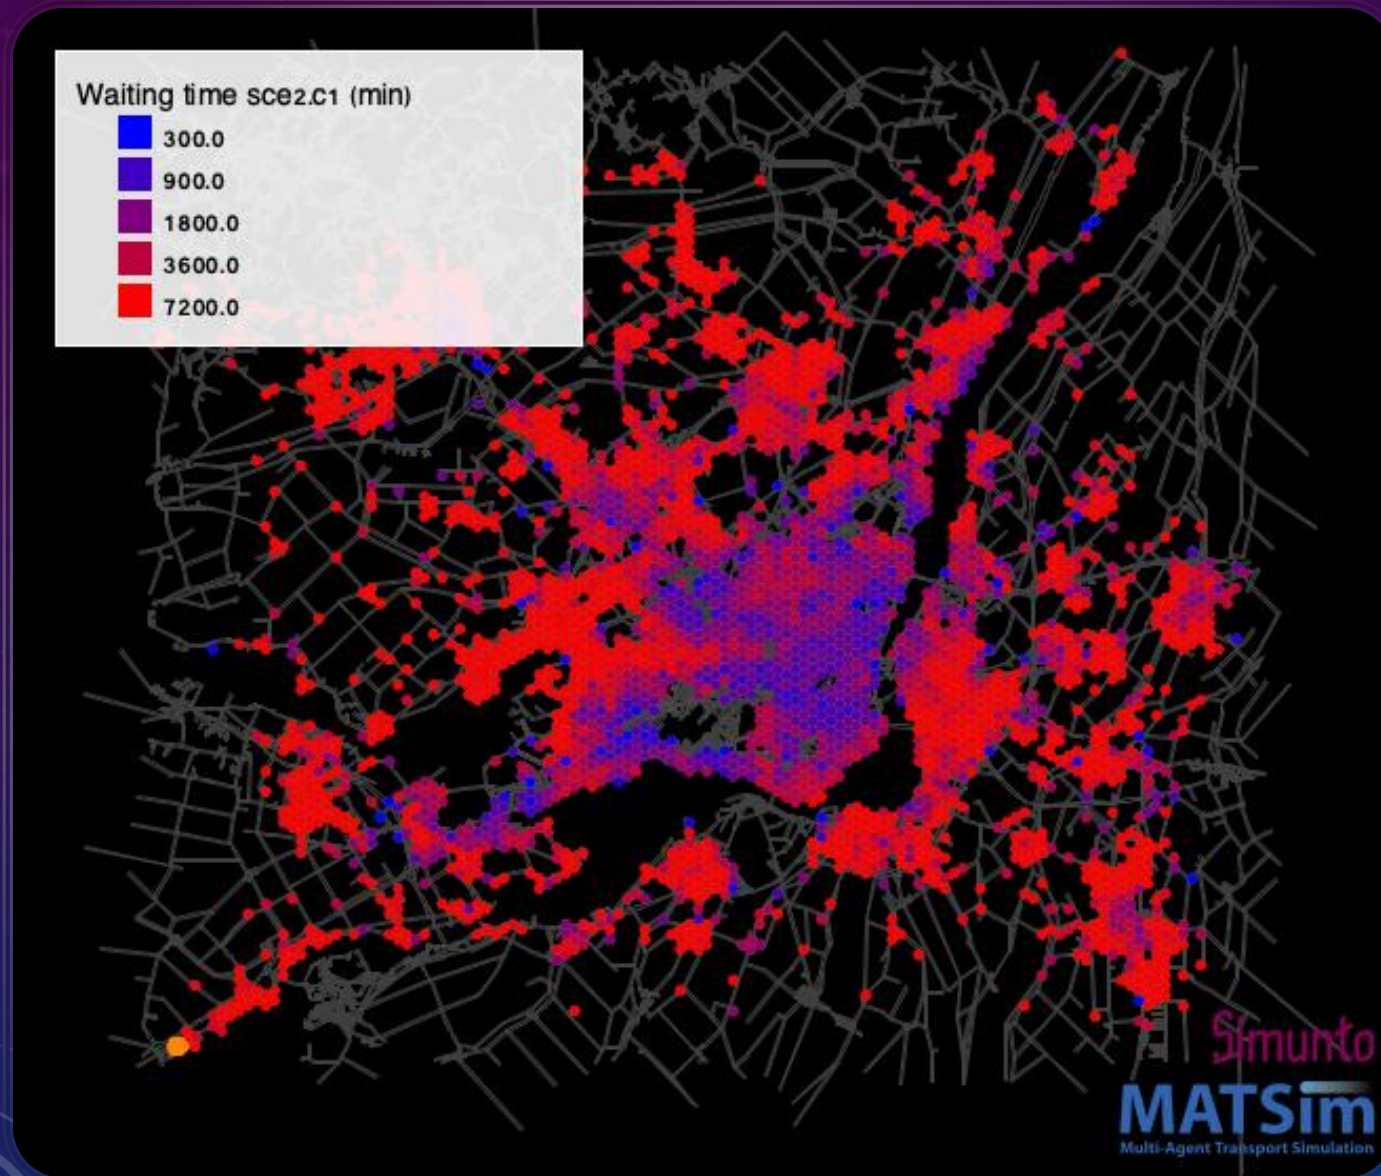 Waiting time sce2.c1 (min)
300.0
900.0
1800.0
3600.0
7200.0
Simunto
MATSim
Multi-Agent Transport Simulation